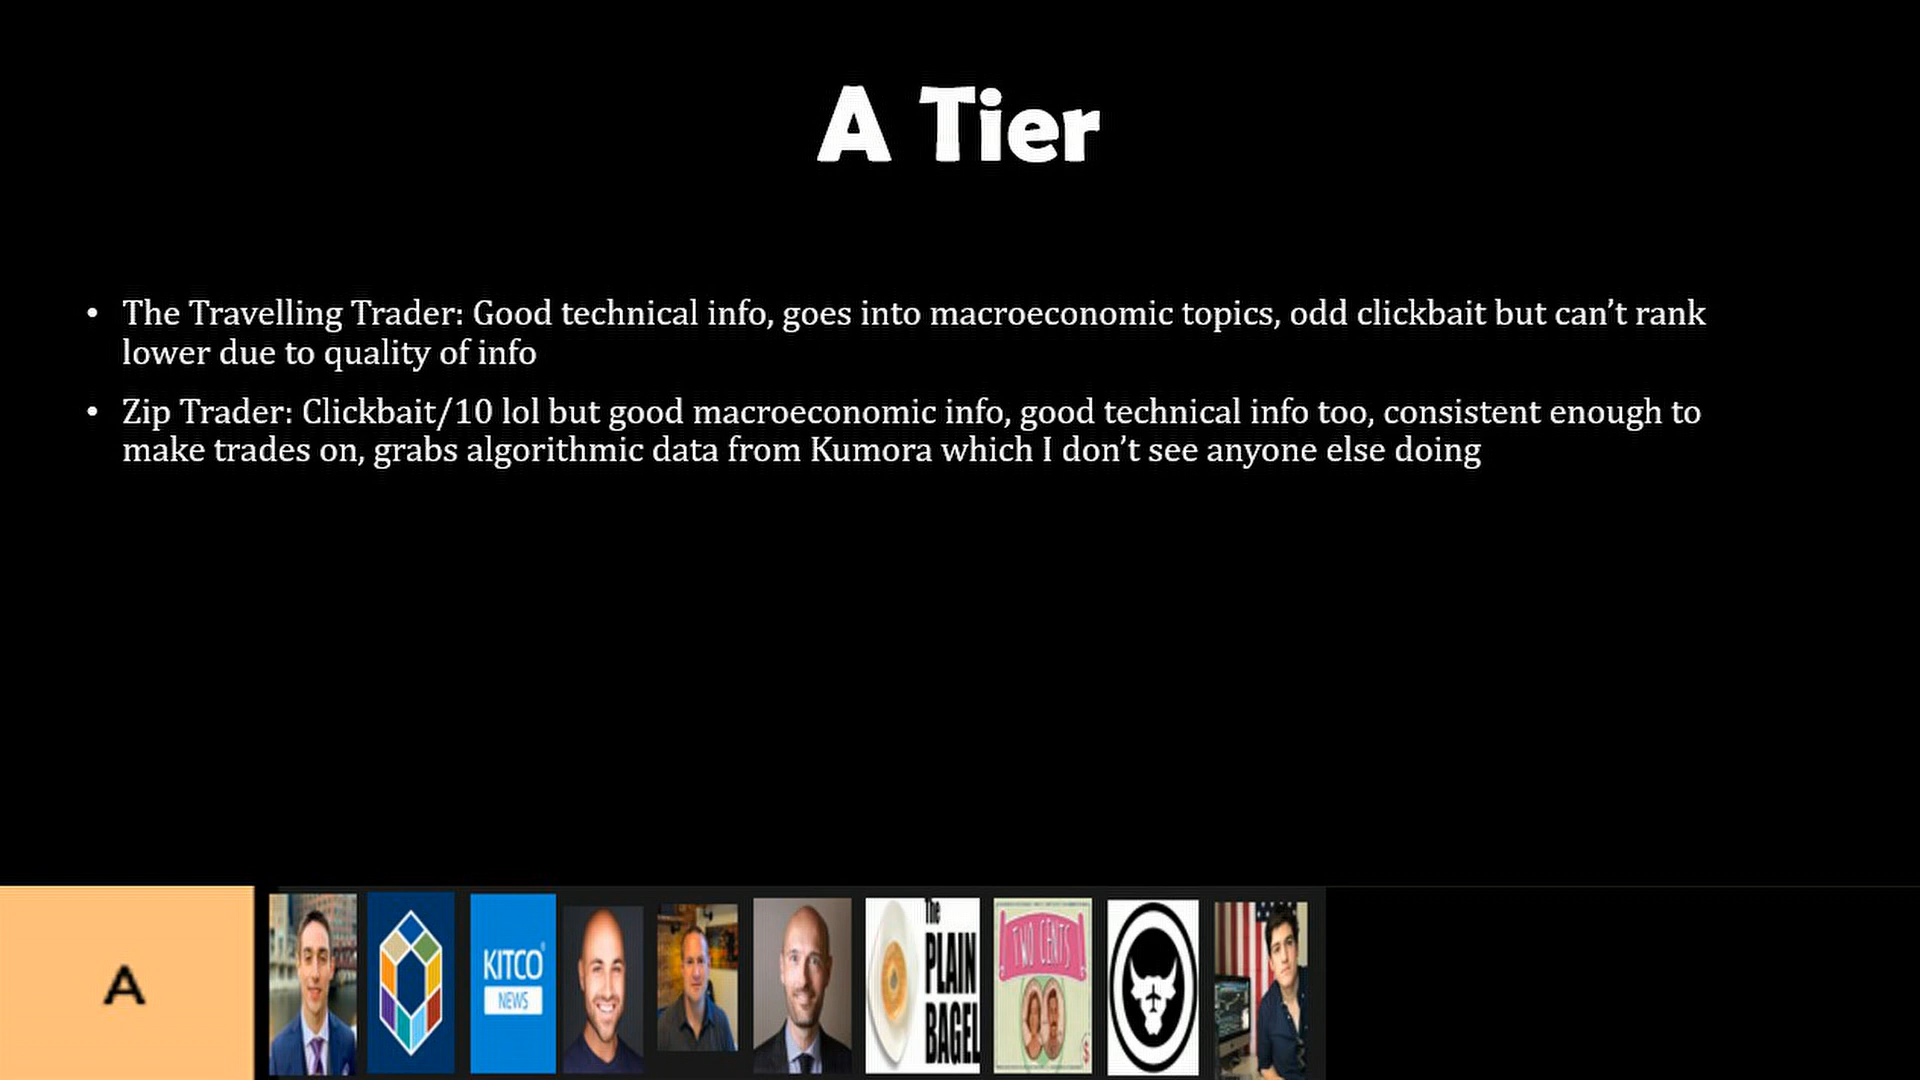 A Tier
• The Travelling Trader: Good technical info, goes into macroeconomic topics, odd clickbait but can’t rank
lower due to quality of info
• Zip Trader: Clickbait/10 lol but good macroeconomic info, good technical info too, consistent enough to
make trades on, grabs algorithmic data from Kumora which I don’t see anyone else doing
A
KITCO
NEWS
The
PLAIN
BAGEL
TWO CENTS